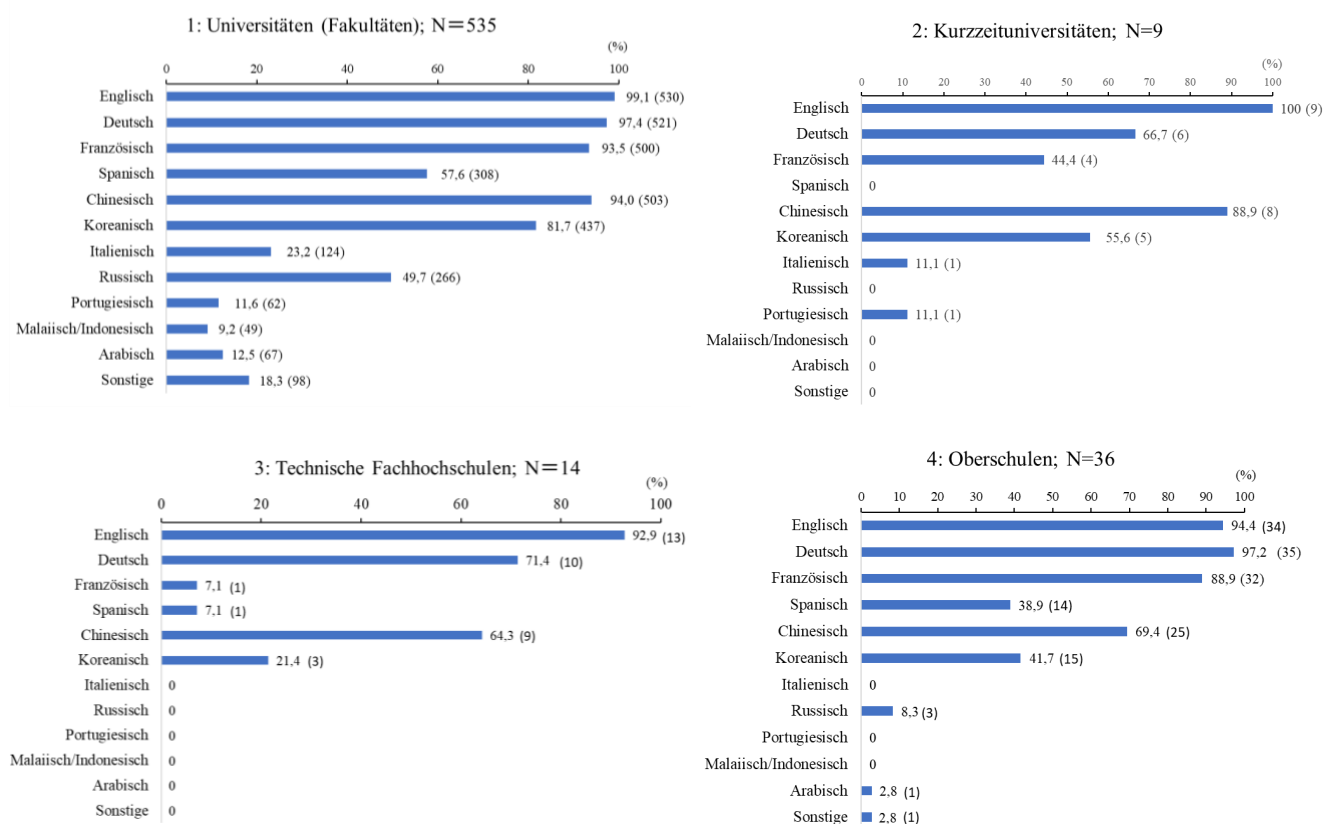 1: Universitäten (Fakultäten); N=535
(%)
0 20 40 60 80 100
Englisch 99,1 (530)
Deutsch 97,4 (521)
Französisch 93,5 (500)
Spanisch 57,6 (308)
Chinesisch 94,0 (503)
Koreanisch 81,7 (437)
Italienisch 23,2 (124)
Russisch 49,7 (266)
Portugiesisch 11,6 (62)
Malaiisch/Indonesisch 9,2 (49)
Arabisch 12,5 (67)
Sonstige 18,3 (98)
2: Kurzzeituniversitäten; N=9
(%)
0 10 20 30 40 50 60 70 80 90 100
Englisch 100 (9)
Deutsch 66,7 (6)
Französisch 44,4 (4)
Spanisch 0
Chinesisch 88,9 (8)
Koreanisch 55,6 (5)
Italienisch 11,1 (1)
Russisch 0
Portugiesisch 11,1 (1)
Malaiisch/Indonesisch 0
Arabisch 0
Sonstige 0
3: Technische Fachhochschulen; N=14
(%)
0 20 40 60 80 100
Englisch 92,9 (13)
Deutsch 71,4 (10)
Französisch 7,1 (1)
Spanisch 7,1 (1)
Chinesisch 64,3 (9)
Koreanisch 21,4 (3)
Italienisch 0
Russisch 0
Portugiesisch 0
Malaiisch/Indonesisch 0
Arabisch 0
Sonstige 0
4: Oberschulen; N=36
(%)
0 10 20 30 40 50 60 70 80 90 100
Englisch 94,4 (34)
Deutsch 97,2 (35)
Französisch 88,9 (32)
Spanisch 38,9 (14)
Chinesisch 69,4 (25)
Koreanisch 41,7 (15)
Italienisch 0
Russisch 8,3 (3)
Portugiesisch 0
Malaiisch/Indonesisch 0
Arabisch 2,8 (1)
Sonstige 2,8 (1)